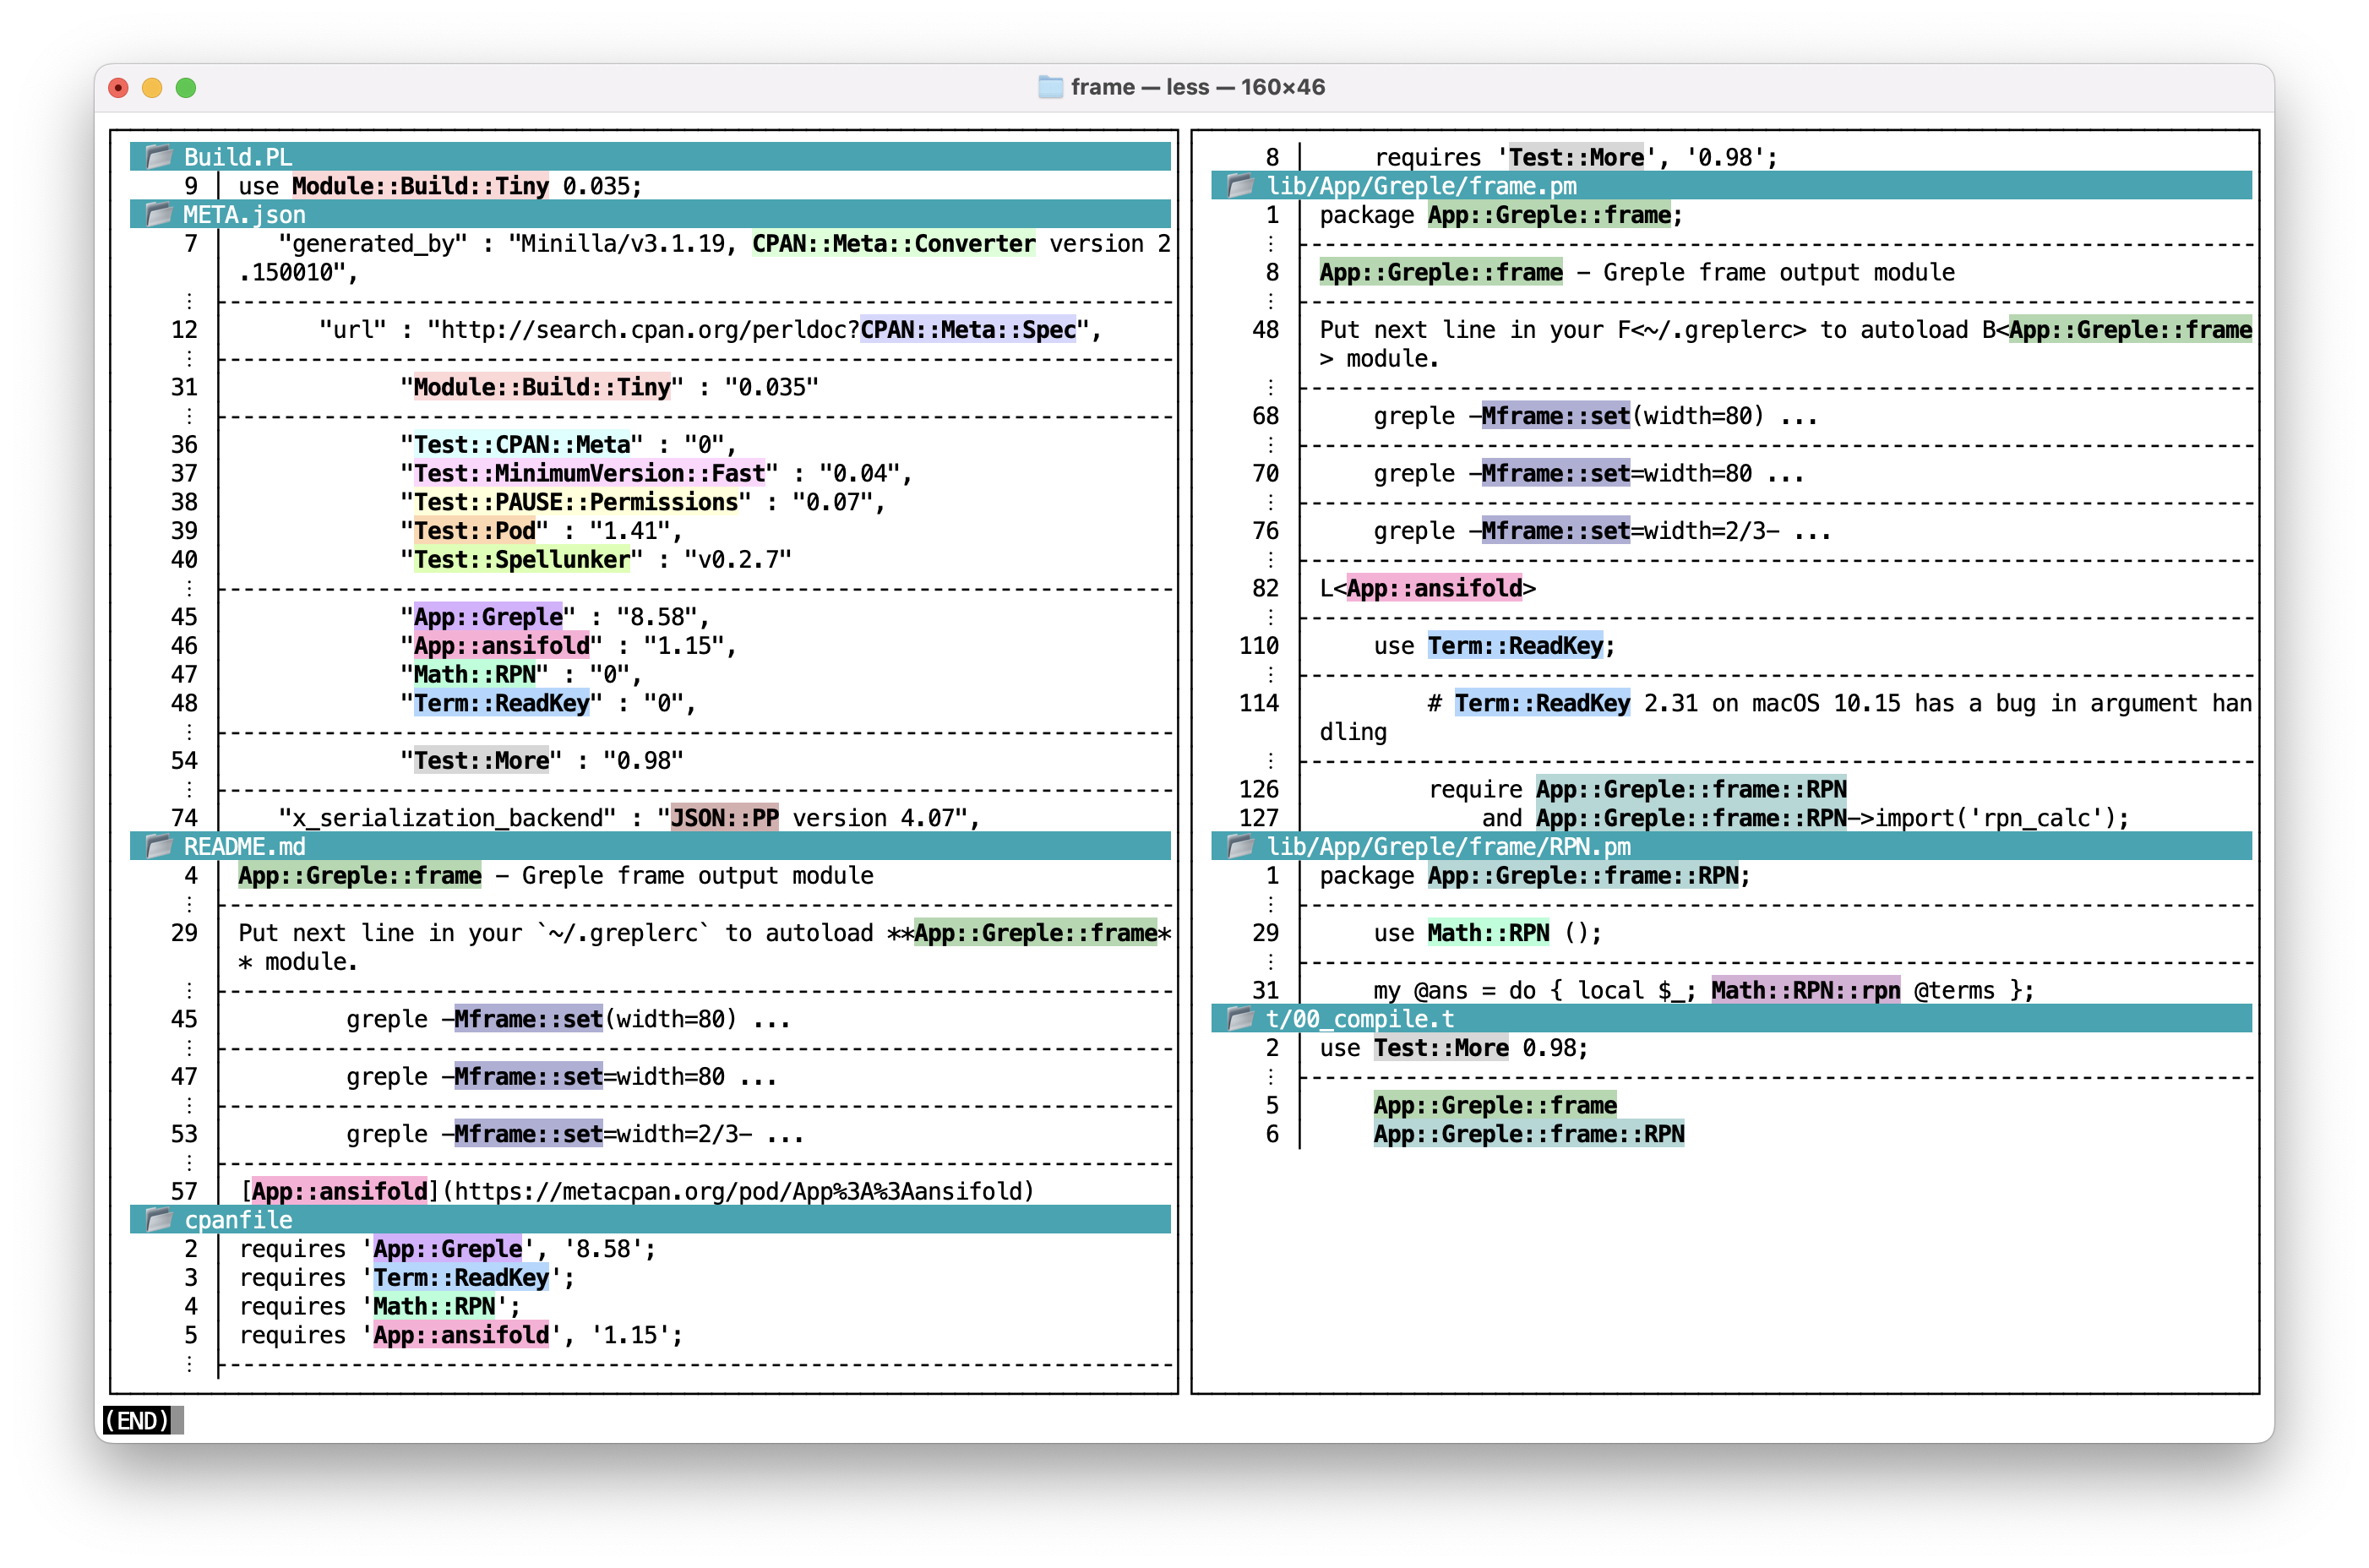 frame — less — 160×46
Build.PL
9 use Module::Build::Tiny 0.035;
META.json
7 "generated_by" : "Minilla/v3.1.19, CPAN::Meta::Converter version 2
.150010",
12 "url" : "http://search.cpan.org/perldoc?CPAN::Meta::Spec",
31 "Module::Build::Tiny" : "0.035"
36 "Test::CPAN::Meta" : "0",
37 "Test::MinimumVersion::Fast" : "0.04",
38 "Test::PAUSE::Permissions" : "0.07",
39 "Test::Pod" : "1.41",
40 "Test::Spellunker" : "v0.2.7"
45 "App::Greple" : "8.58",
46 "App::ansifold" : "1.15",
47 "Math::RPN" : "0",
48 "Term::ReadKey" : "0",
54 "Test::More" : "0.98"
74 "x_serialization_backend" : "JSON::PP version 4.07",
README.md
4 App::Greple::frame - Greple frame output module
29 Put next line in your `~/.greplerc` to autoload **App::Greple::frame*
* module.
45 greple -Mframe::set(width=80) ...
47 greple -Mframe::set=width=80 ...
53 greple -Mframe::set=width=2/3- ...
57 [App::ansifold](https://metacpan.org/pod/App%3A%3Aansifold)
cpanfile
2 requires 'App::Greple', '8.58';
3 requires 'Term::ReadKey';
4 requires 'Math::RPN';
5 requires 'App::ansifold', '1.15';
8 requires 'Test::More', '0.98';
lib/App/Greple/frame.pm
1 package App::Greple::frame;
8 App::Greple::frame - Greple frame output module
48 Put next line in your F<~/.greplerc> to autoload B<App::Greple::frame
> module.
68 greple -Mframe::set(width=80) ...
70 greple -Mframe::set=width=80 ...
76 greple -Mframe::set=width=2/3- ...
82 L<App::ansifold>
110 use Term::ReadKey;
114 # Term::ReadKey 2.31 on macOS 10.15 has a bug in argument han
dling
126 require App::Greple::frame::RPN
127 and App::Greple::frame::RPN->import('rpn_calc');
lib/App/Greple/frame/RPN.pm
1 package App::Greple::frame::RPN;
29 use Math::RPN ();
31 my @ans = do { local $_; Math::RPN::rpn @terms };
t/00_compile.t
2 use Test::More 0.98;
5 App::Greple::frame
6 App::Greple::frame::RPN
(END)